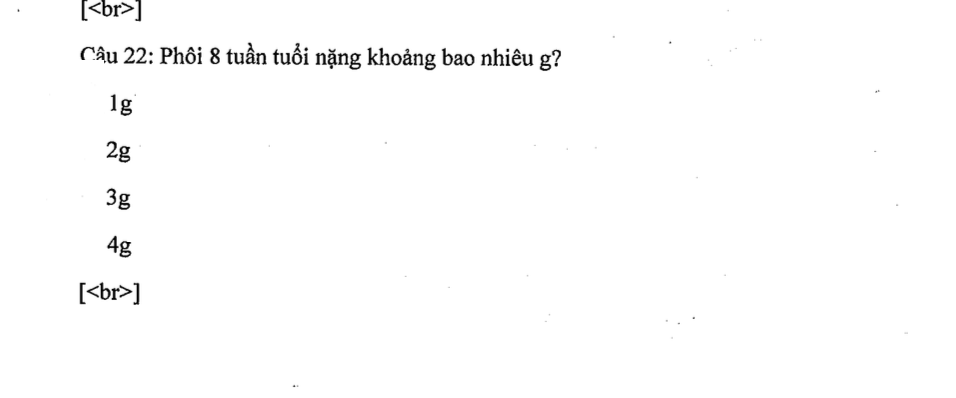 [<br>]
Câu 22: Phôi 8 tuần tuổi nặng khoảng bao nhiêu g?
1g
2g
3g
4g
[<br>]